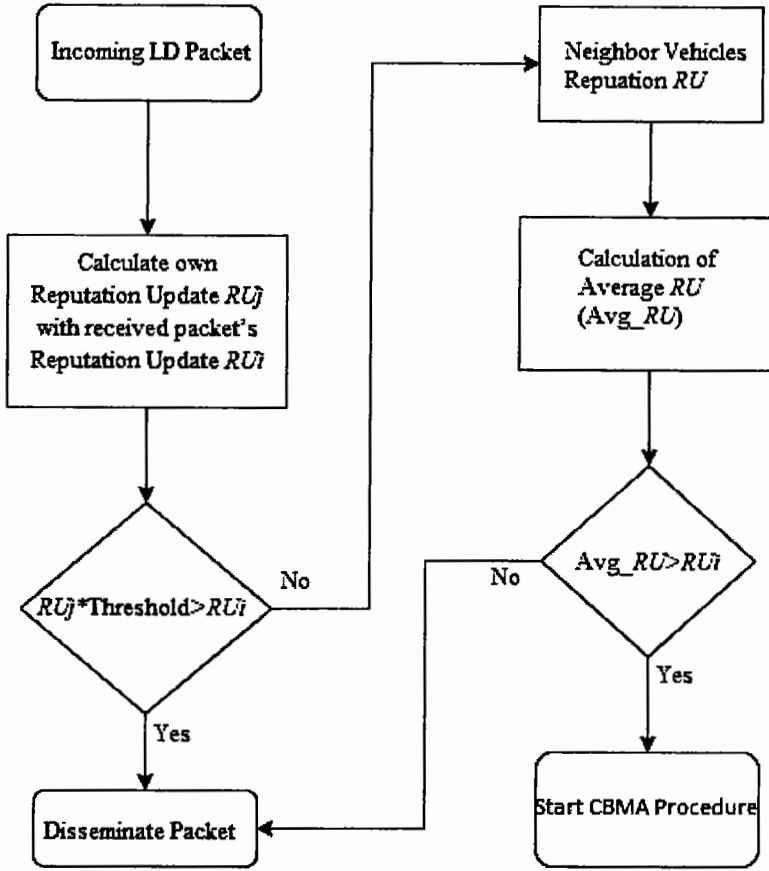 Incoming LD Packet
Calculate own
Reputation Update RUj
with received packet's
Reputation Update RUi
RUj*Threshold>RUi
No
Yes
Disseminate Packet
Neighbor Vehicles
Repuation RU
Calculation of
Average RU
(Avg_RU)
Avg_RU>RUi
No
Yes
Start CBMA Procedure